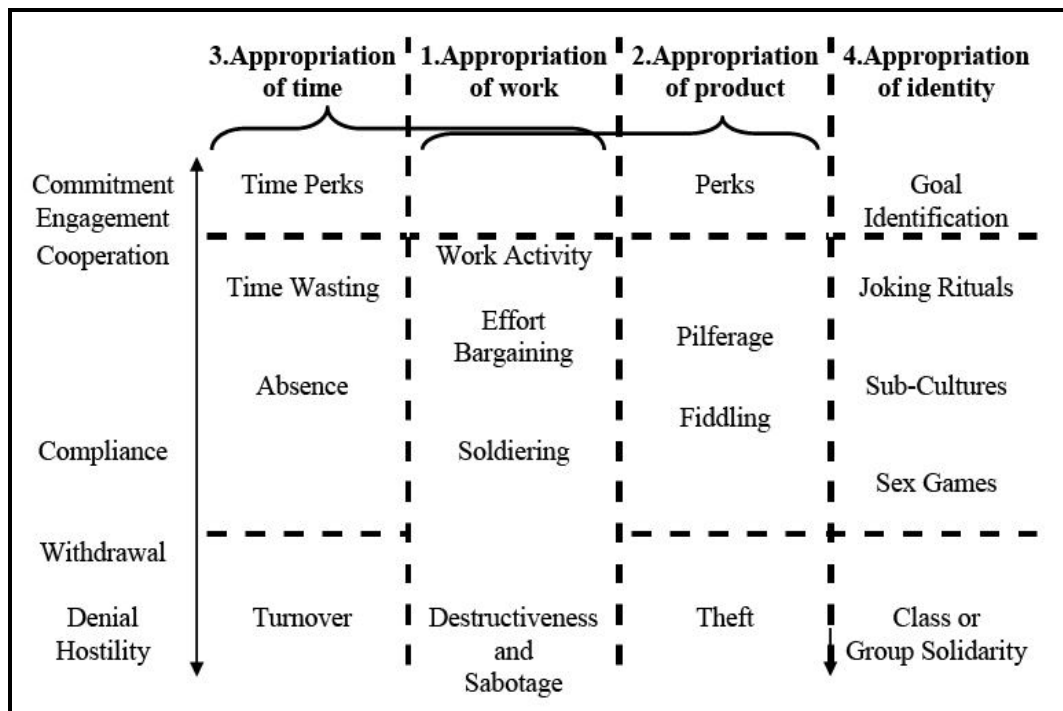 3.Appropriation
of time
1.Appropriation
of work
2.Appropriation
of product
4.Appropriation
of identity
Commitment
Engagement
Time Perks
Perks
Goal
Identification
Cooperation
Work Activity
Time Wasting
Joking Rituals
Effort
Bargaining
Pilferage
Absence
Sub-Cultures
Fiddling
Compliance
Soldiering
Sex Games
Withdrawal
Denial
Hostility
Turnover
Destructiveness
and
Sabotage
Theft
Class or
Group Solidarity